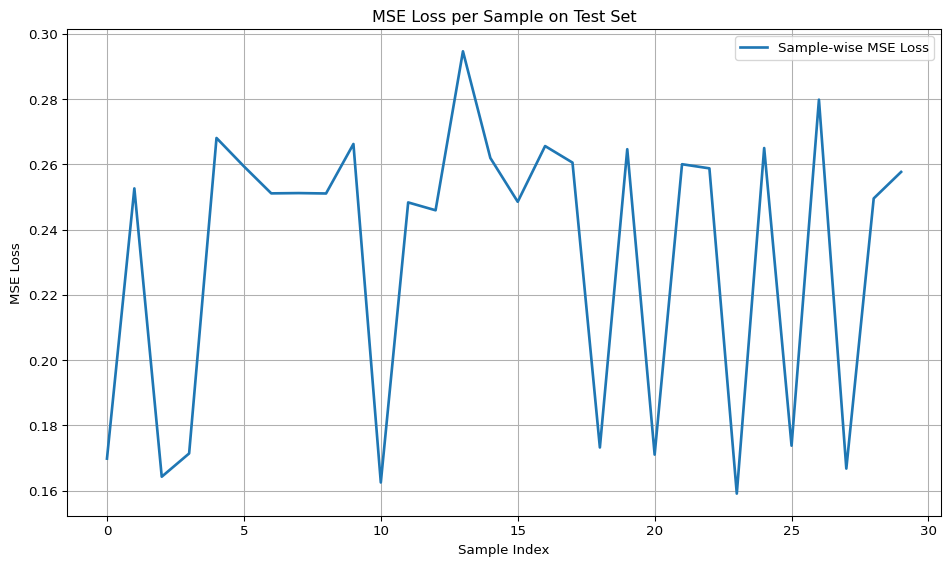 MSE Loss per Sample on Test Set
Sample-wise MSE Loss
0.30
0.28
0.26
0.24
0.22
0.20
0.18
0.16
MSE Loss
0 5 10 15 20 25 30
Sample Index